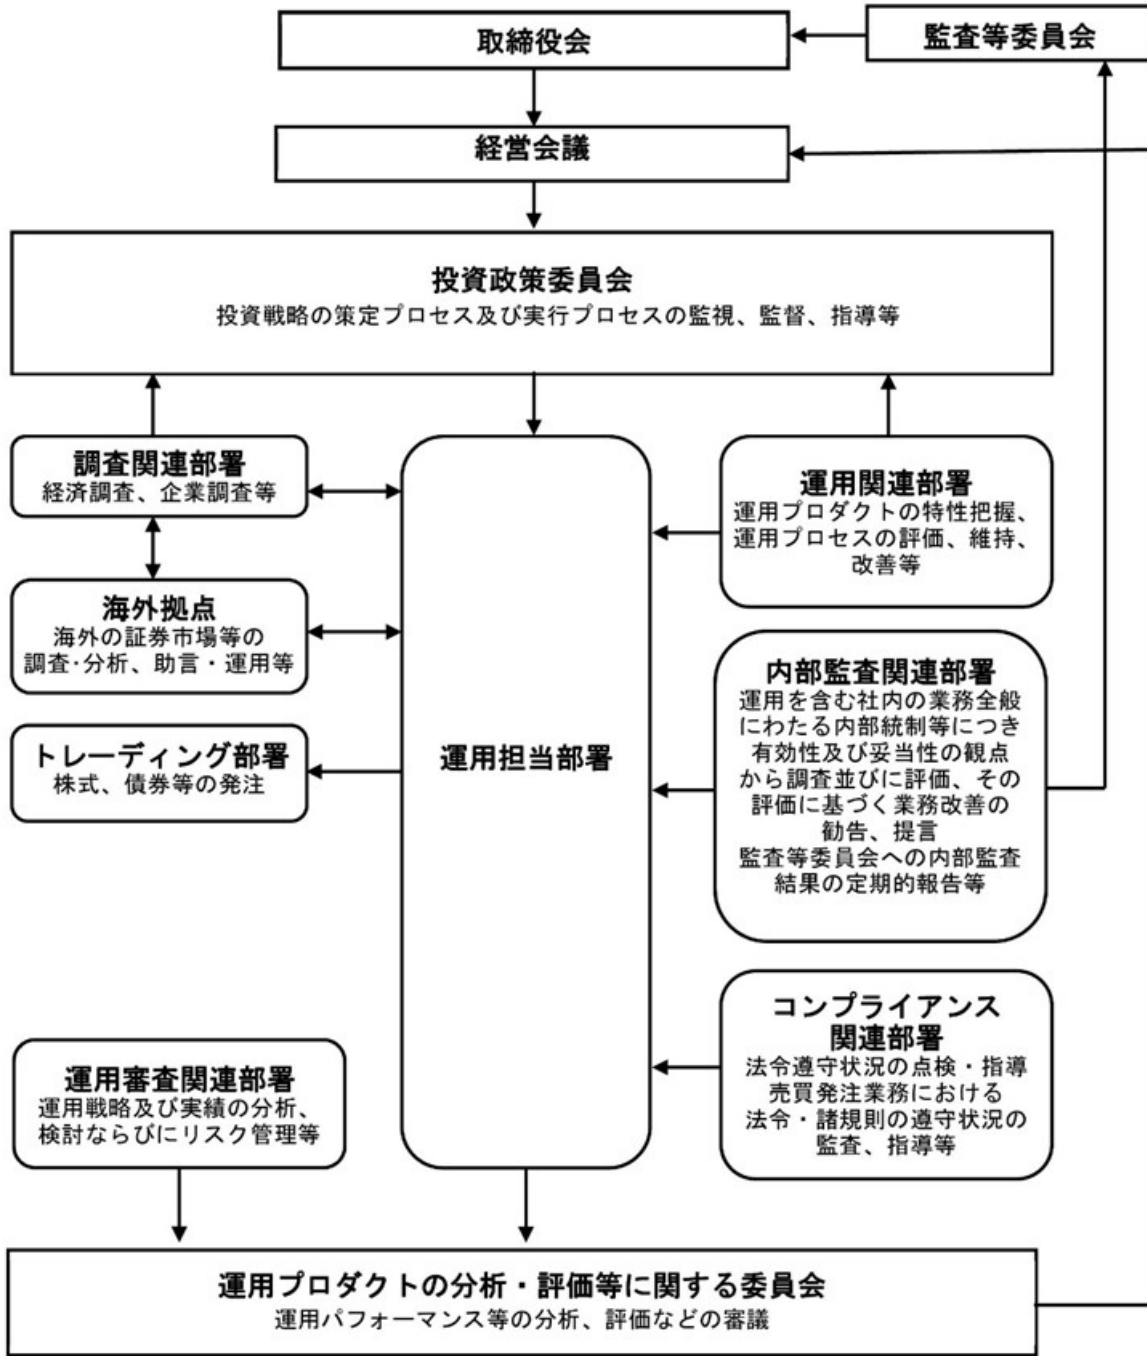 取締役会
監査等委員会
経営会議
投資政策委員会
投資戦略の策定プロセス及び実行プロセスの監視、監督、指導等
調査関連部署
経済調査、企業調査等
海外拠点
海外の証券市場等の
調査・分析、助言・運用等
トレーディング部署
株式、債券等の発注
運用担当部署
運用関連部署
運用プロダクトの特性把握、
運用プロセスの評価、維持、
改善等
内部監査関連部署
運用を含む社内の業務全般
にわたる内部統制等につき
有効性及び妥当性の観点
から調査並びに評価、その
評価に基づく業務改善の
勧告、提言
監査等委員会への内部監査
結果の定期的報告等
コンプライアンス
関連部署
法令遵守状況の点検・指導
売買発注業務における
法令・諸規則の遵守状況の
監査、指導等
運用審査関連部署
運用戦略及び実績の分析、
検討ならびにリスク管理等
運用プロダクトの分析・評価等に関する委員会
運用パフォーマンス等の分析、評価などの審議